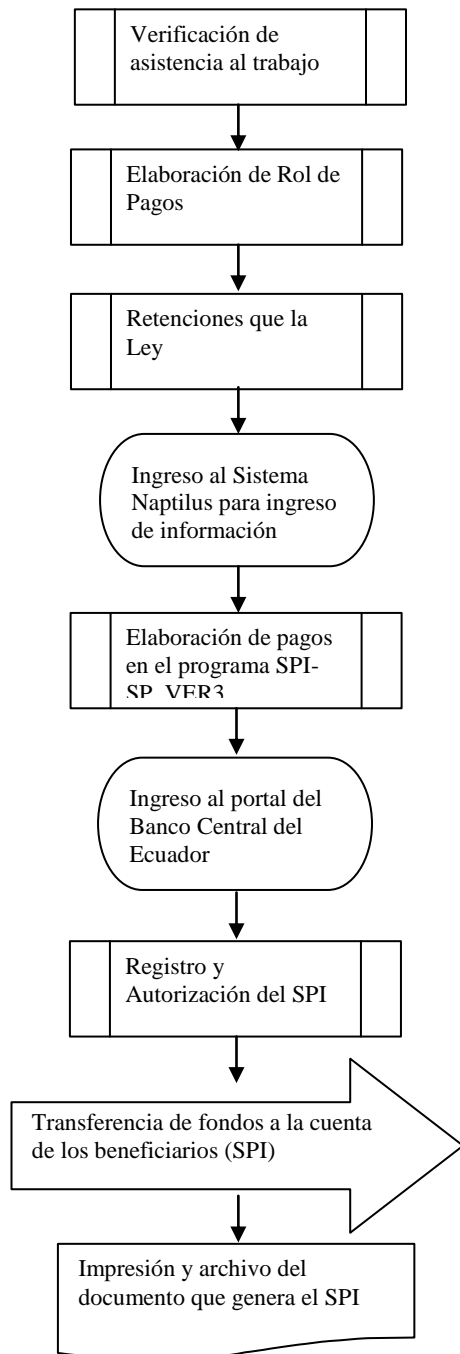 Verificación de
asistencia al trabajo
Elaboración de Rol de
Pagos
Retenciones que la
Ley
Ingreso al Sistema
Naptilus para ingreso
de información
Elaboración de pagos
en el programa SPI-
SP_VER3
Ingreso al portal del
Banco Central del
Ecuador
Registro y
Autorización del SPI
Transferencia de fondos a la cuenta
de los beneficiarios (SPI)
Impresión y archivo del
documento que genera el SPI